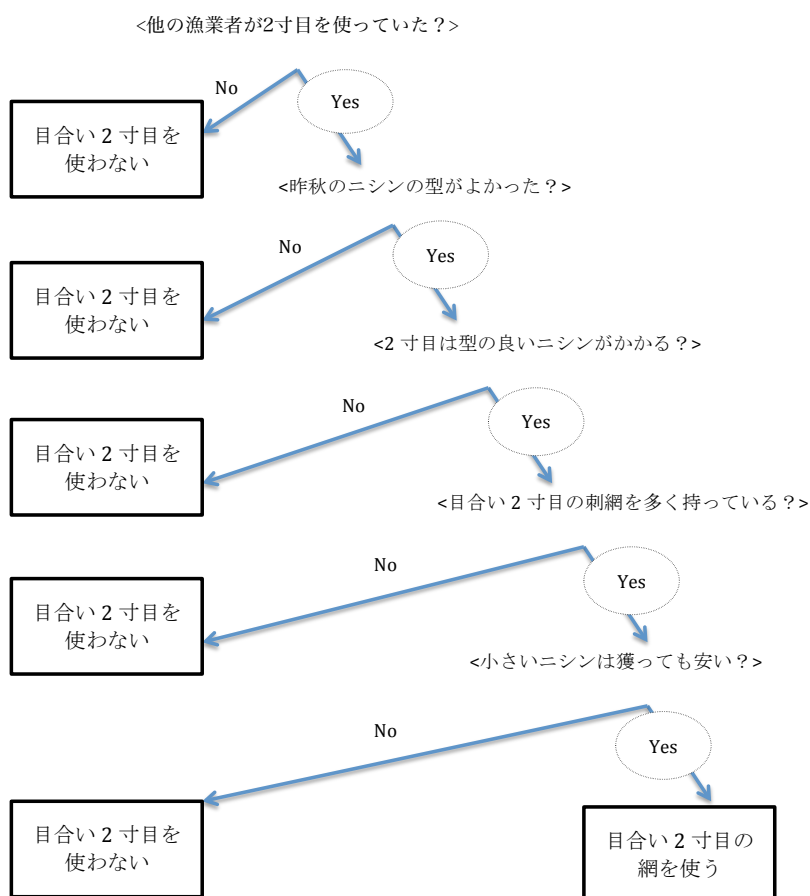 <他の漁業者が2寸目を使っていた？>
No
Yes
目合い 2 寸目を
使わない
<昨秋のニシンの型がよかった？>
No
Yes
目合い 2 寸目を
使わない
<2 寸目は型の良いニシンがかかる？>
No
Yes
目合い 2 寸目を
使わない
<目合い 2 寸目の刺網を多く持っている？>
No
Yes
目合い 2 寸目を
使わない
<小さいニシンは獲っても安い？>
No
Yes
目合い 2 寸目を
使わない
目合い 2 寸目の
網を使う